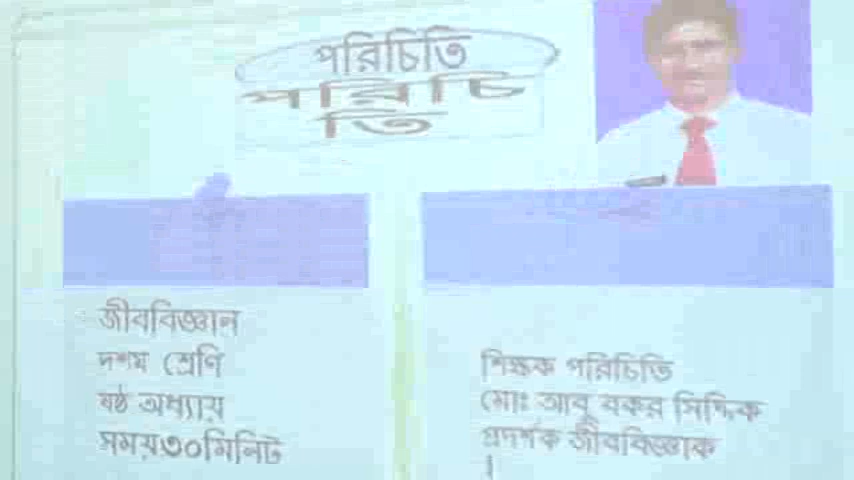 পরিচিতি
পরিচি
তি
জীববিজ্ঞান
দশম শ্রেণি
ষষ্ঠ অধ্যায়
সময়৩০মিনিট
শিক্ষক পরিচিতি
মোঃ আবু বকর সিদ্দিক
প্রদর্শক জীববিজ্ঞাক